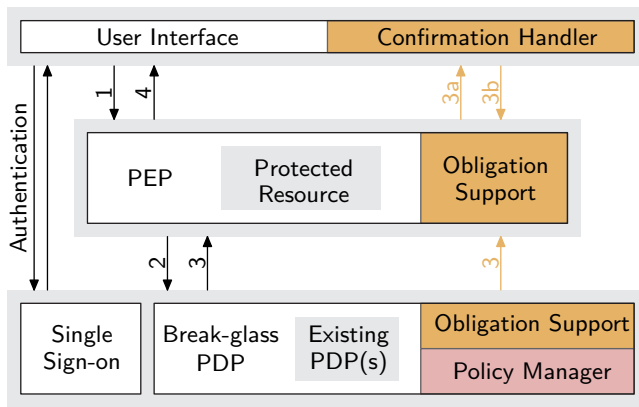 User Interface
Confirmation Handler
Authentication
1
4
3a
3b
PEP
Protected
Resource
Obligation
Support
2
3
3
Single
Sign-on
Break-glass
PDP
Existing
PDP(s)
Obligation Support
Policy Manager